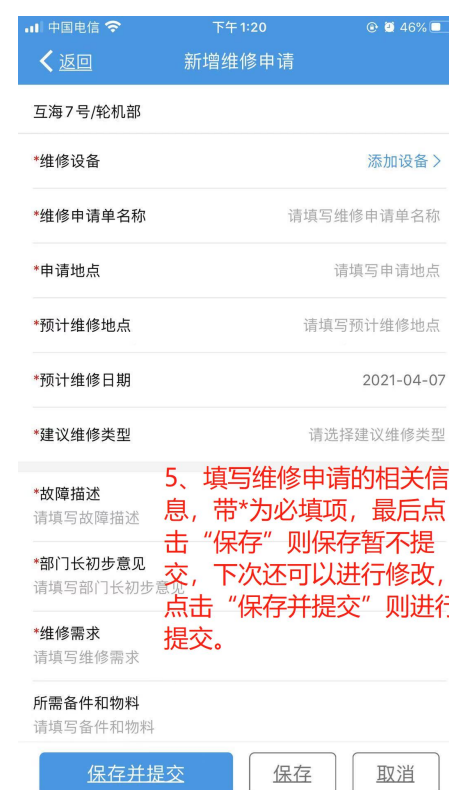 中国电信 下午1:20 46%
返回 新增维修申请
互海7号/轮机部
*维修设备 添加设备
*维修申请单名称 请填写维修申请单名称
*申请地点 请填写申请地点
*预计维修地点 请填写预计维修地点
*预计维修日期 2021-04-07
*建议维修类型 请选择建议维修类型
*故障描述
请填写故障描述
*部门长初步意见
请填写部门长初步意见
*维修需求
请填写维修需求
所需备件和物料
请填写备件和物料
5、填写维修申请的相关信
息，带*为必填项，最后点
击“保存”则保存暂不提
交，下次还可以进行修改，
点击“保存并提交”则进行
提交。
保存并提交 保存 取消